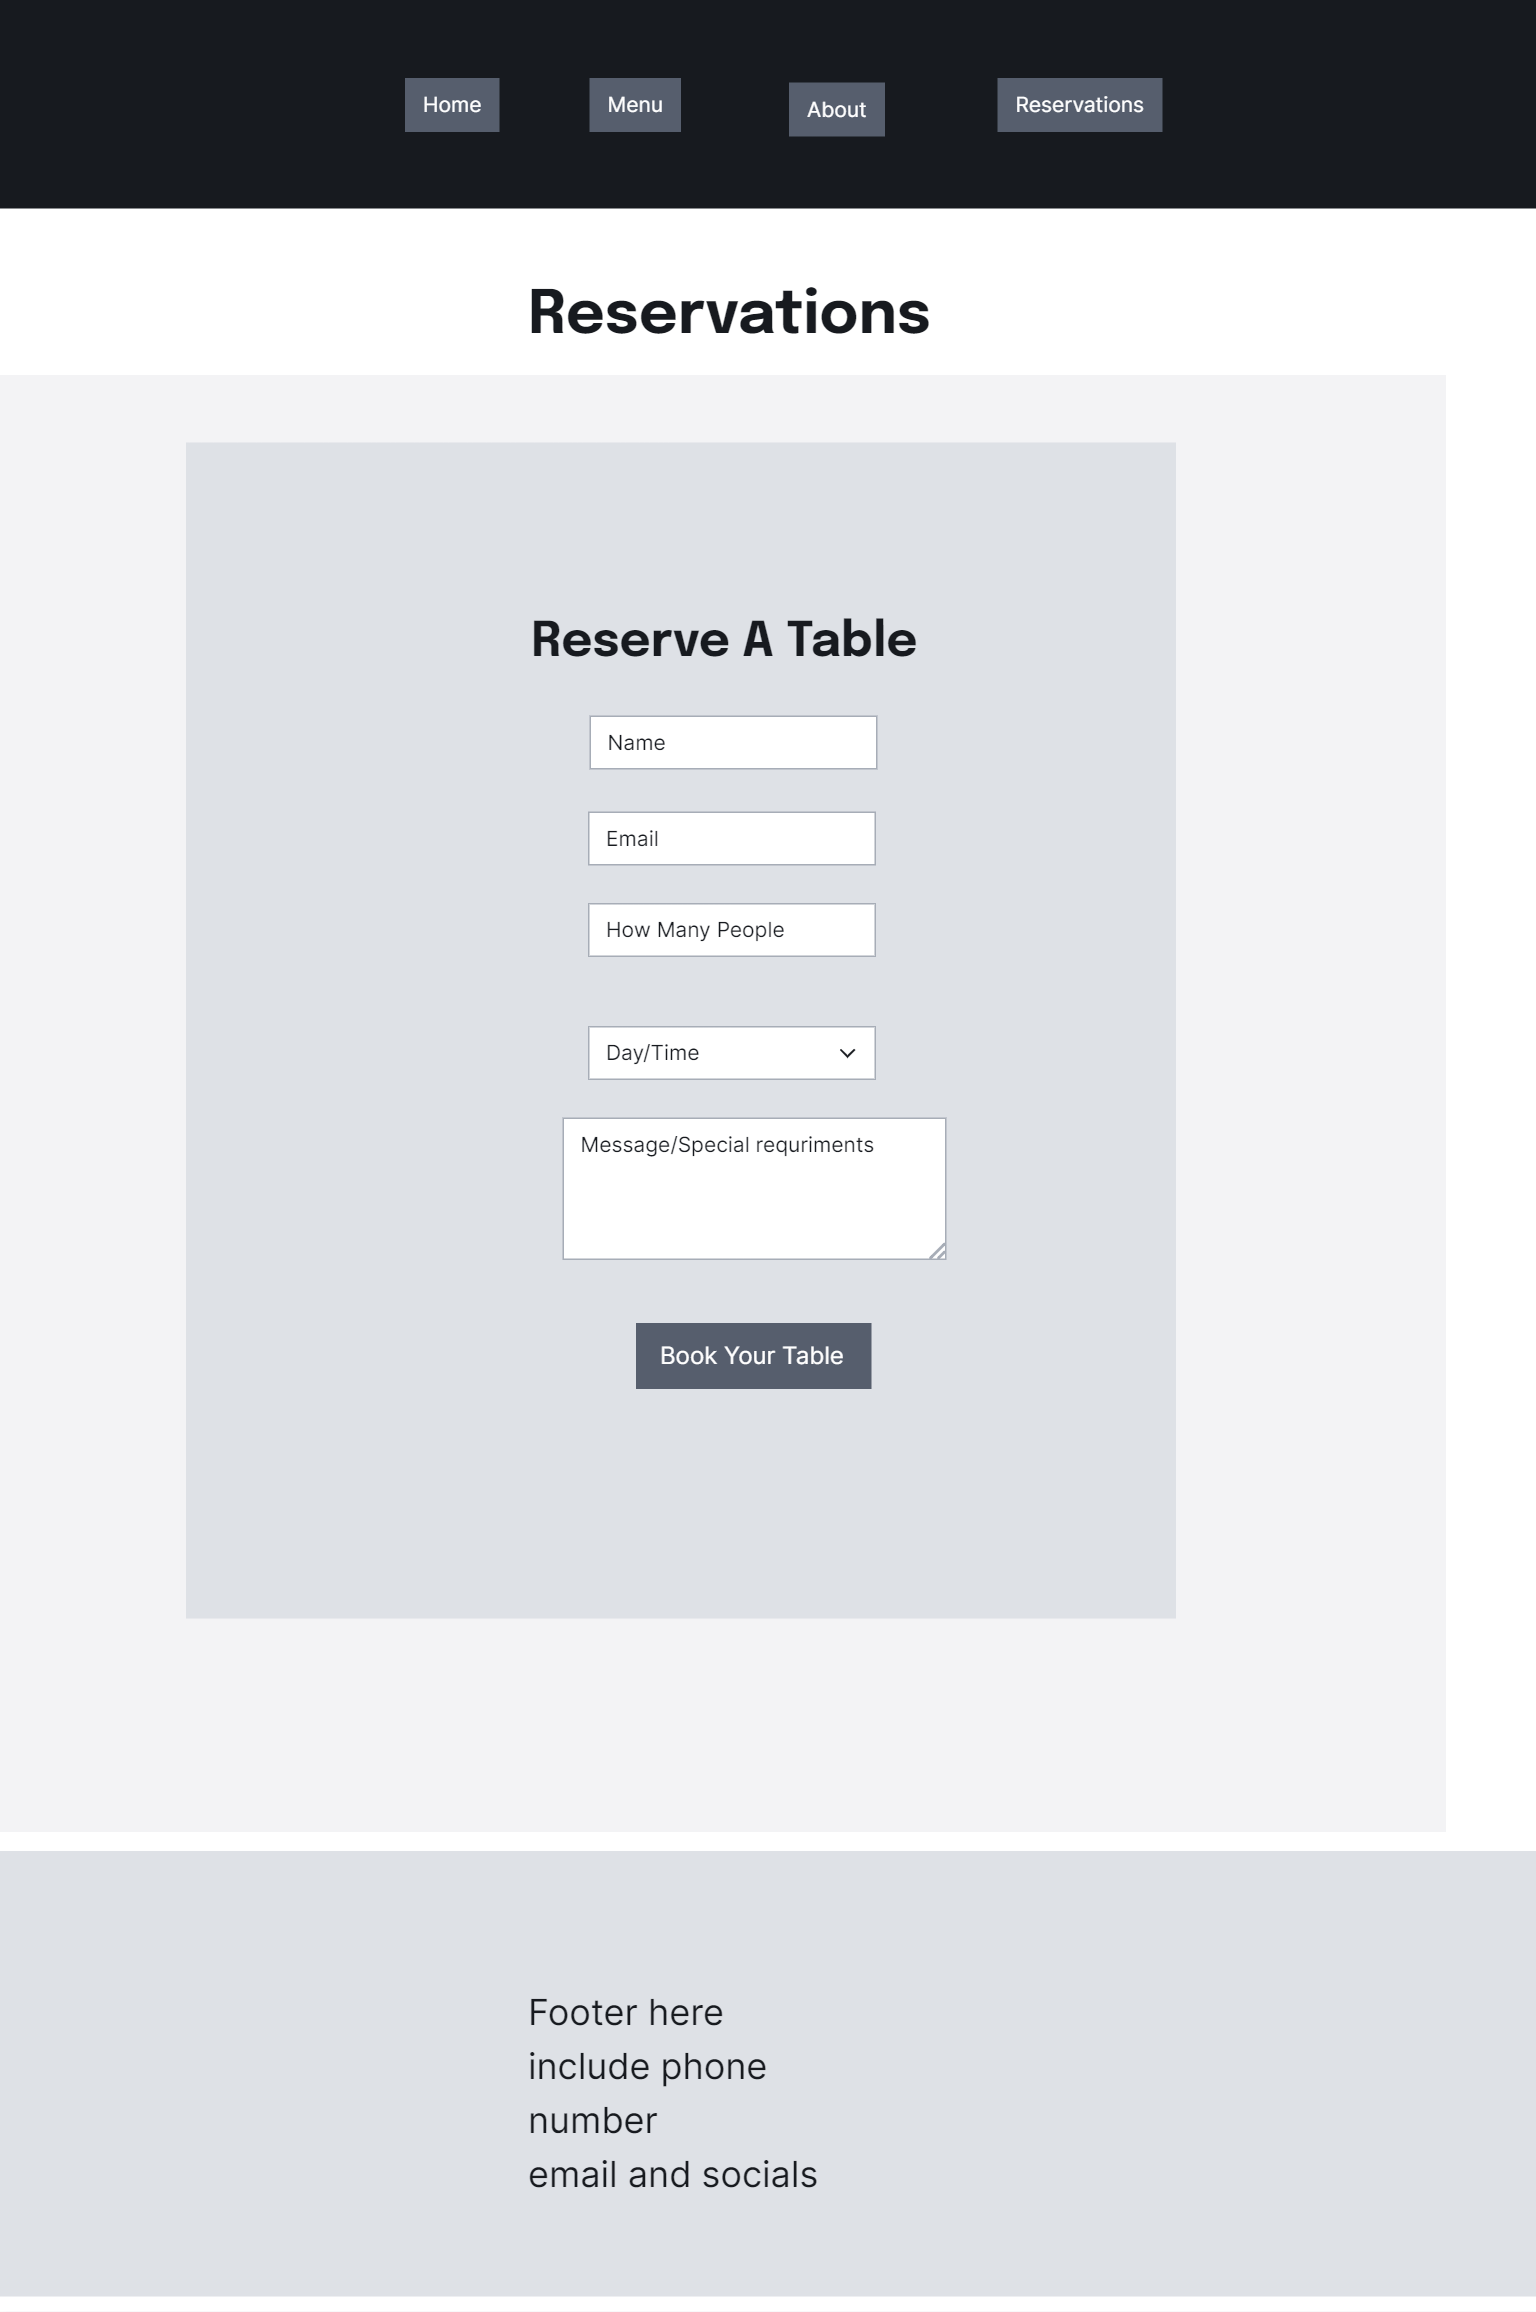 Home
Menu
About
Reservations
Reservations
Reserve A Table
Name
Email
How Many People
Day/Time
Message/Special requriments
Book Your Table
Footer here
include phone
number
email and socials